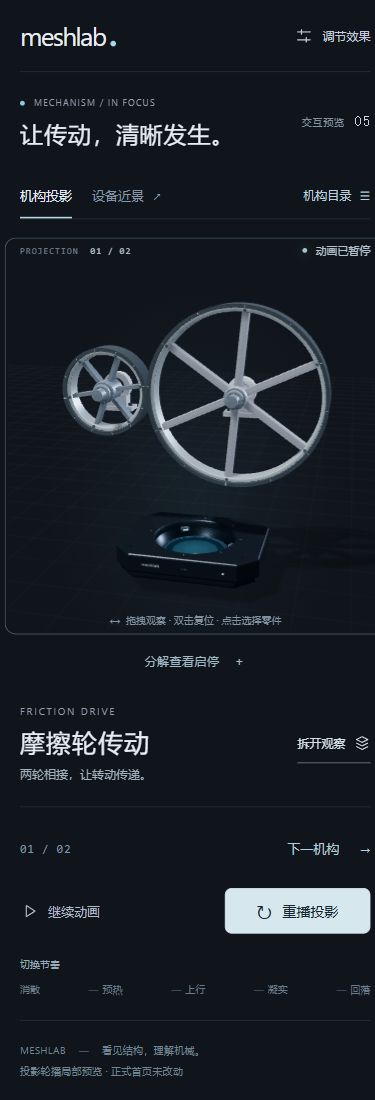 meshlab.
调节效果
MECHANISM / IN FOCUS
让传动，清晰发生。
交互预览 05
机构投影 设备近景 ↗ 机构目录 ☰
PROJECTION 01 / 02
动画已暂停
↔ 拖拽观察 · 双击复位 · 点击选择零件
分解查看启停 +
FRICTION DRIVE
摩擦轮传动
拆开观察
两轮相接，让转动传递。
01 / 02 下一机构 →
继续动画 重播投影
切换节奏
消散 — 预热 — 上行 — 凝实 — 回落
MESHLAB — 看见结构，理解机械。
投影轮播局部预览 · 正式首页未改动